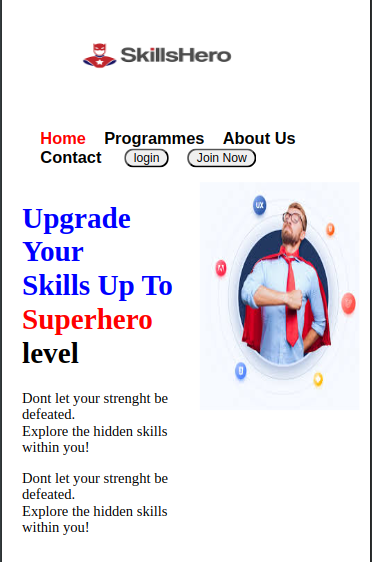 SkillsHero
Home Programmes About Us
Contact login Join Now
UX
Upgrade
Your
Skills Up To
Superhero
level
Dont let your strenght be
defeated.
Explore the hidden skills
within you!
Dont let your strenght be
defeated.
Explore the hidden skills
within you!